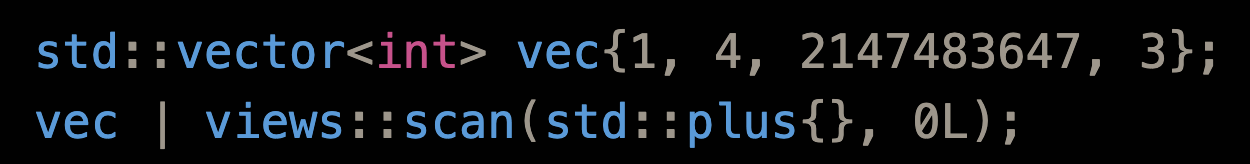 std::vector<int> vec{1, 4, 2147483647, 3};
vec | views::scan(std::plus{}, 0L);